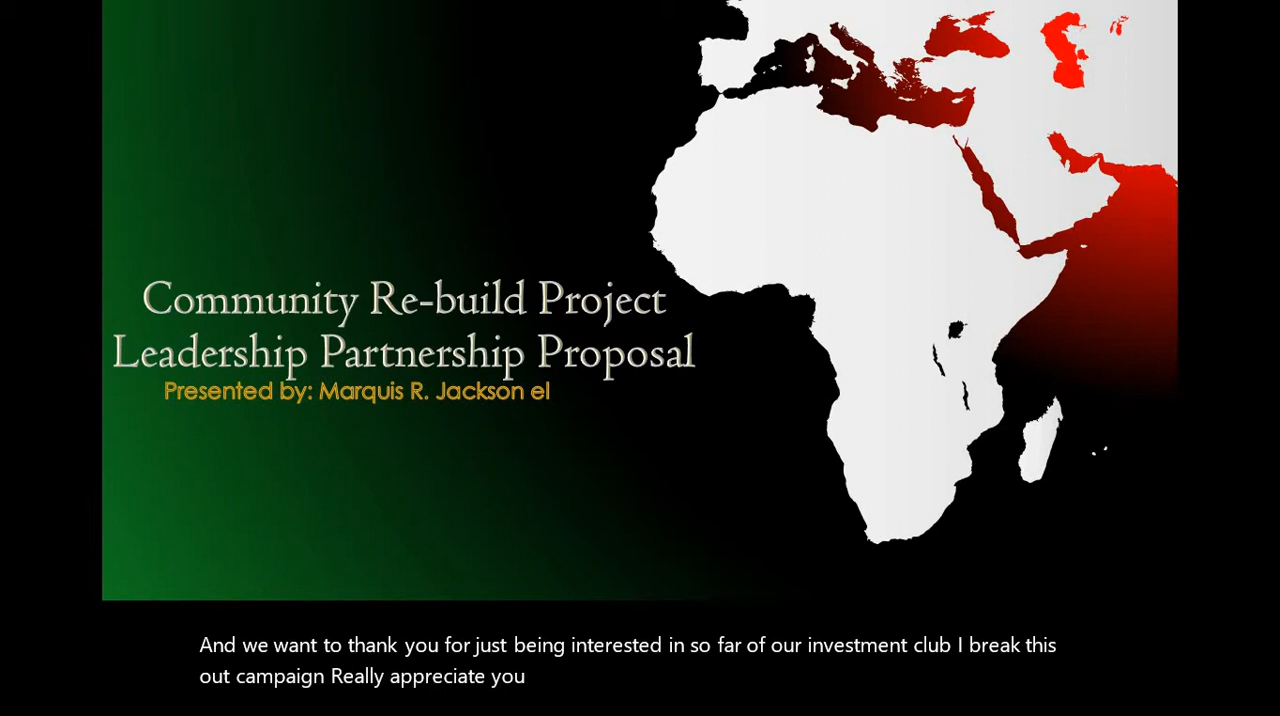 Community Re-build Project
Leadership Partnership Proposal
Presented by: Marquis R. Jackson el
And we want to thank you for just being interested in so far of our investment club I break this
out campaign Really appreciate you